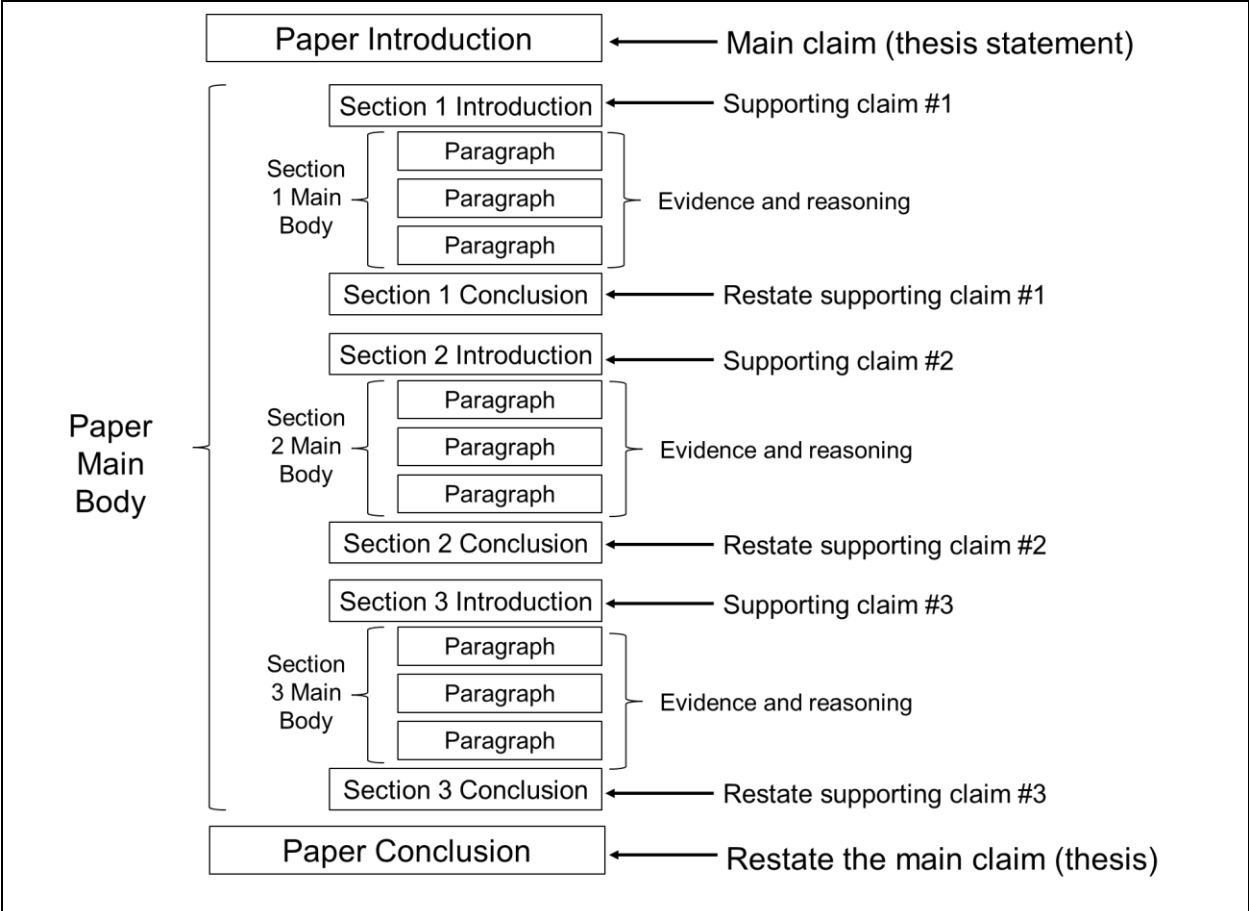 Paper Introduction
Main claim (thesis statement)
Section 1 Introduction
Supporting claim #1
Section
1 Main
Body
Paragraph
Paragraph
Paragraph
Evidence and reasoning
Section 1 Conclusion
Restate supporting claim #1
Paper
Main
Body
Section 2 Introduction
Supporting claim #2
Section
2 Main
Body
Paragraph
Paragraph
Paragraph
Evidence and reasoning
Section 2 Conclusion
Restate supporting claim #2
Section 3 Introduction
Supporting claim #3
Section
3 Main
Body
Paragraph
Paragraph
Paragraph
Evidence and reasoning
Section 3 Conclusion
Restate supporting claim #3
Paper Conclusion
Restate the main claim (thesis)